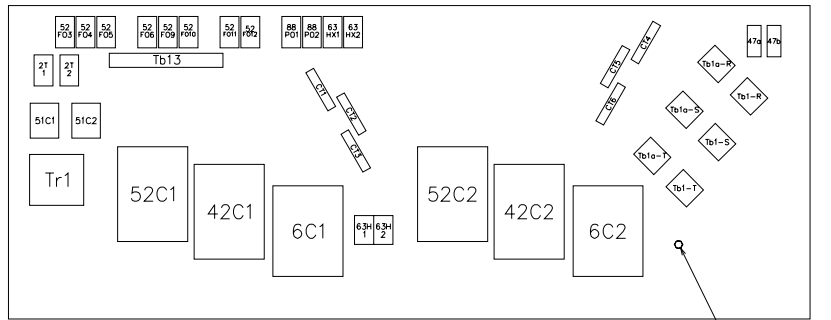 52 FO3
52 FO4
52 FO5
52 FO6
52 FO9
52 FO10
52 FO11
52 FO12
88 PO1
88 PO2
63 HX1
63 HX2
Tb13
2T 1
2T 2
51C1
51C2
Tr1
52C1
42C1
6C1
CT1
CT2
CT3
63H 1
63H 2
52C2
42C2
6C2
CT4
CT5
CT6
47a
47b
Tb1a-R
Tb1-R
Tb1a-S
Tb1-S
Tb1a-T
Tb1-T